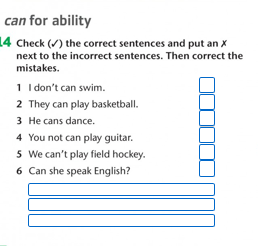 can for ability
14 Check (✓) the correct sentences and put an ✗
next to the incorrect sentences. Then correct the
mistakes.
1 I don't can swim.
2 They can play basketball.
3 He cans dance.
4 You not can play guitar.
5 We can't play field hockey.
6 Can she speak English?